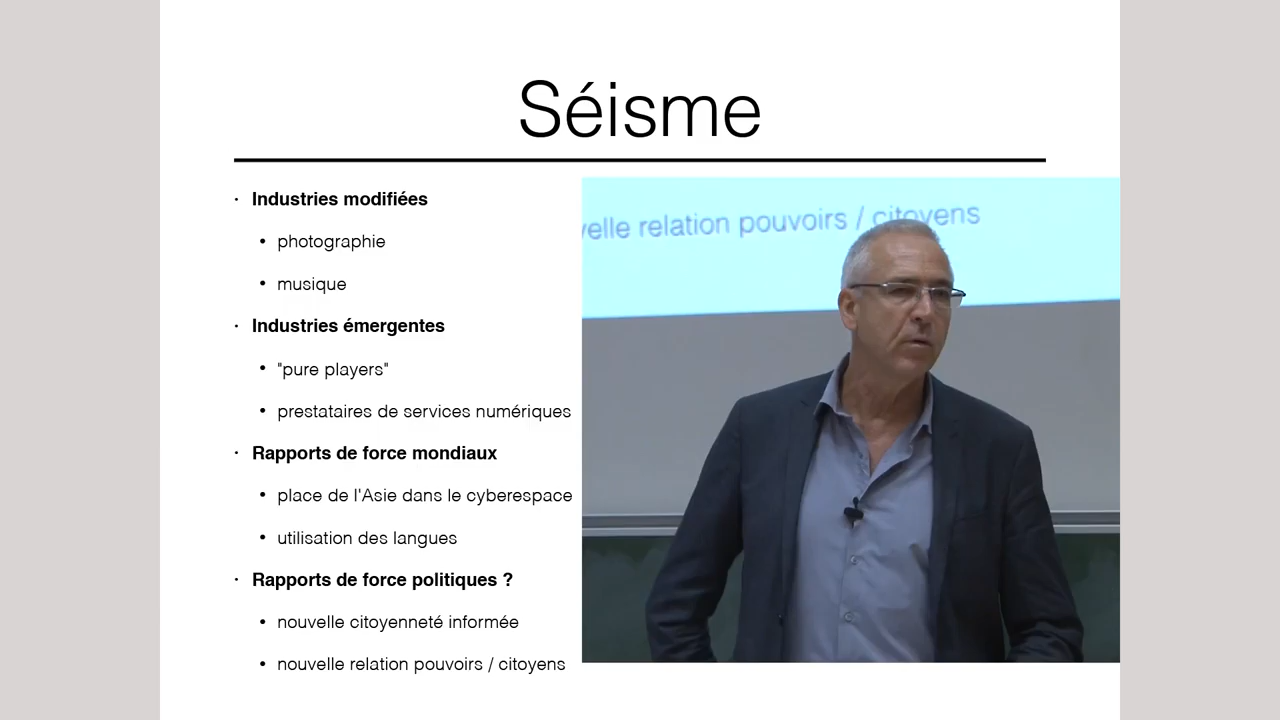 Séisme
· Industries modifiées
• photographie
• musique
· Industries émergentes
• "pure players"
• prestataires de services numériques
· Rapports de force mondiaux
• place de l'Asie dans le cyberespace
• utilisation des langues
· Rapports de force politiques ?
• nouvelle citoyenneté informée
• nouvelle relation pouvoirs / citoyens
velle relation pouvoirs / citoyens